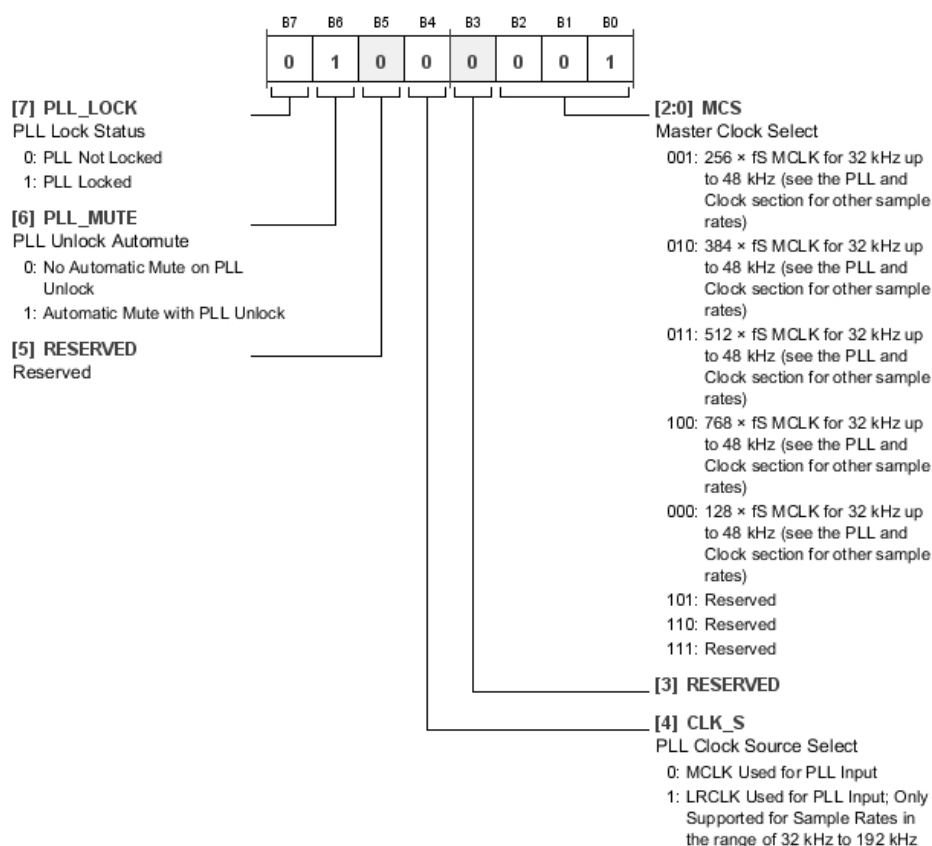 B7 B6 B5 B4 B3 B2 B1 B0
0 1 0 0 0 0 0 1
[7] PLL_LOCK
PLL Lock Status
0: PLL Not Locked
1: PLL Locked
[6] PLL_MUTE
PLL Unlock Automute
0: No Automatic Mute on PLL
Unlock
1: Automatic Mute with PLL Unlock
[5] RESERVED
Reserved
[2:0] MCS
Master Clock Select
001: 256 × fS MCLK for 32 kHz up
to 48 kHz (see the PLL and
Clock section for other sample
rates)
010: 384 × fS MCLK for 32 kHz up
to 48 kHz (see the PLL and
Clock section for other sample
rates)
011: 512 × fS MCLK for 32 kHz up
to 48 kHz (see the PLL and
Clock section for other sample
rates)
100: 768 × fS MCLK for 32 kHz up
to 48 kHz (see the PLL and
Clock section for other sample
rates)
000: 128 × fS MCLK for 32 kHz up
to 48 kHz (see the PLL and
Clock section for other sample
rates)
101: Reserved
110: Reserved
111: Reserved
[3] RESERVED
[4] CLK_S
PLL Clock Source Select
0: MCLK Used for PLL Input
1: LRCLK Used for PLL Input; Only
Supported for Sample Rates in
the range of 32 kHz to 192 kHz